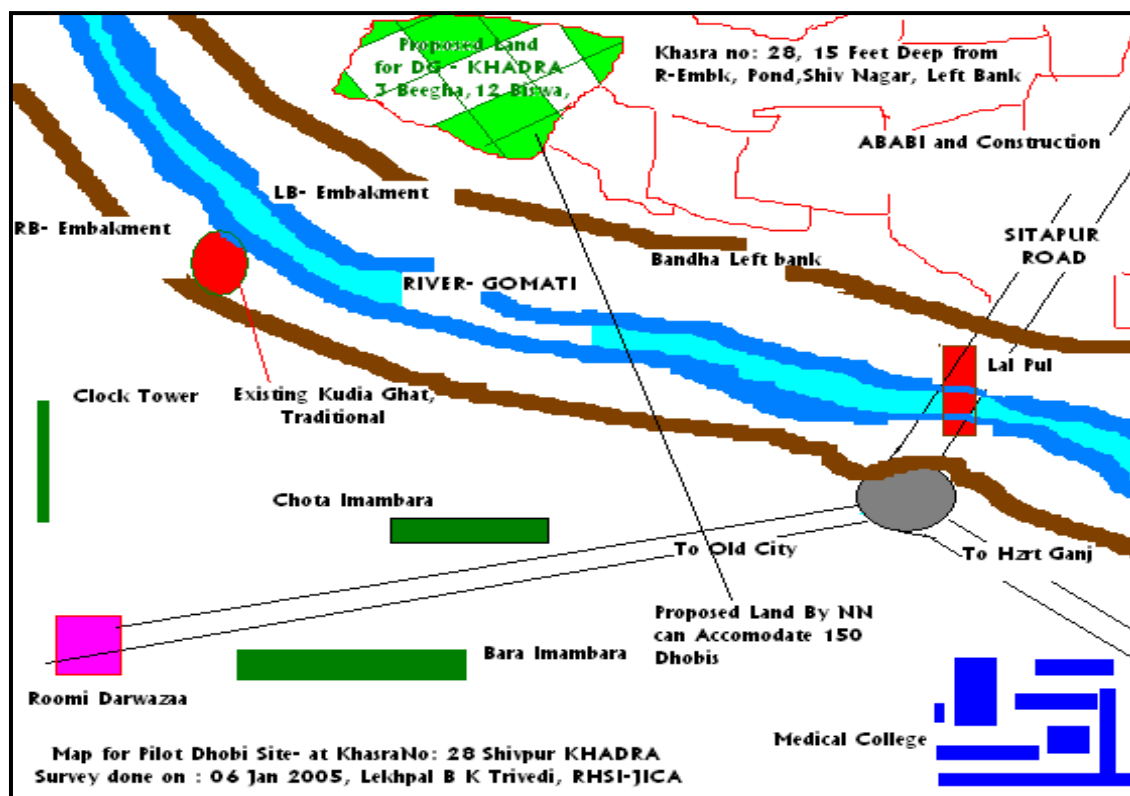 Proposed Land
for DG - KHADRA
3 Beegha, 12 Biswa,
Khasra no: 28, 15 Feet Deep from
R-Embk, Pond,Shiv Nagar, Left Bank
ABABI and Construction
LB- Embakment
RB- Embakment
SITAPUR
ROAD
Bandha Left bank
RIVER- GOMATI
Lal Pul
Clock Tower
Existing Kudia Ghat,
Traditional
Chota Imambara
To Old City
To Hzrt Ganj
Proposed Land By NN
can Accomodate 150
Dhobis
Bara Imambara
Roomi Darwazaa
Medical College
Map for Pilot Dhobi Site- at KhasraNo: 28 Shivpur KHADRA
Survey done on : 06 Jan 2005, Lekhpal B K Trivedi, RHSI-JICA